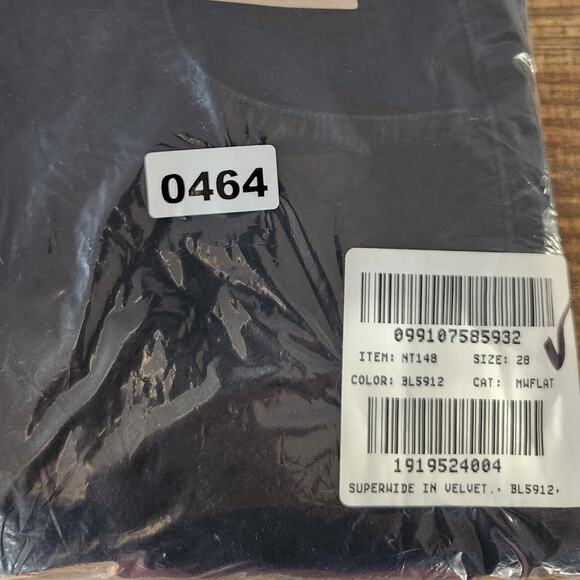 0464
099107585932
ITEM: NT148 SIZE: 28
COLOR: BL5912 CAT: MWFLAT
1919524004
SUPERWIDE IN VELVET.. BL5912.